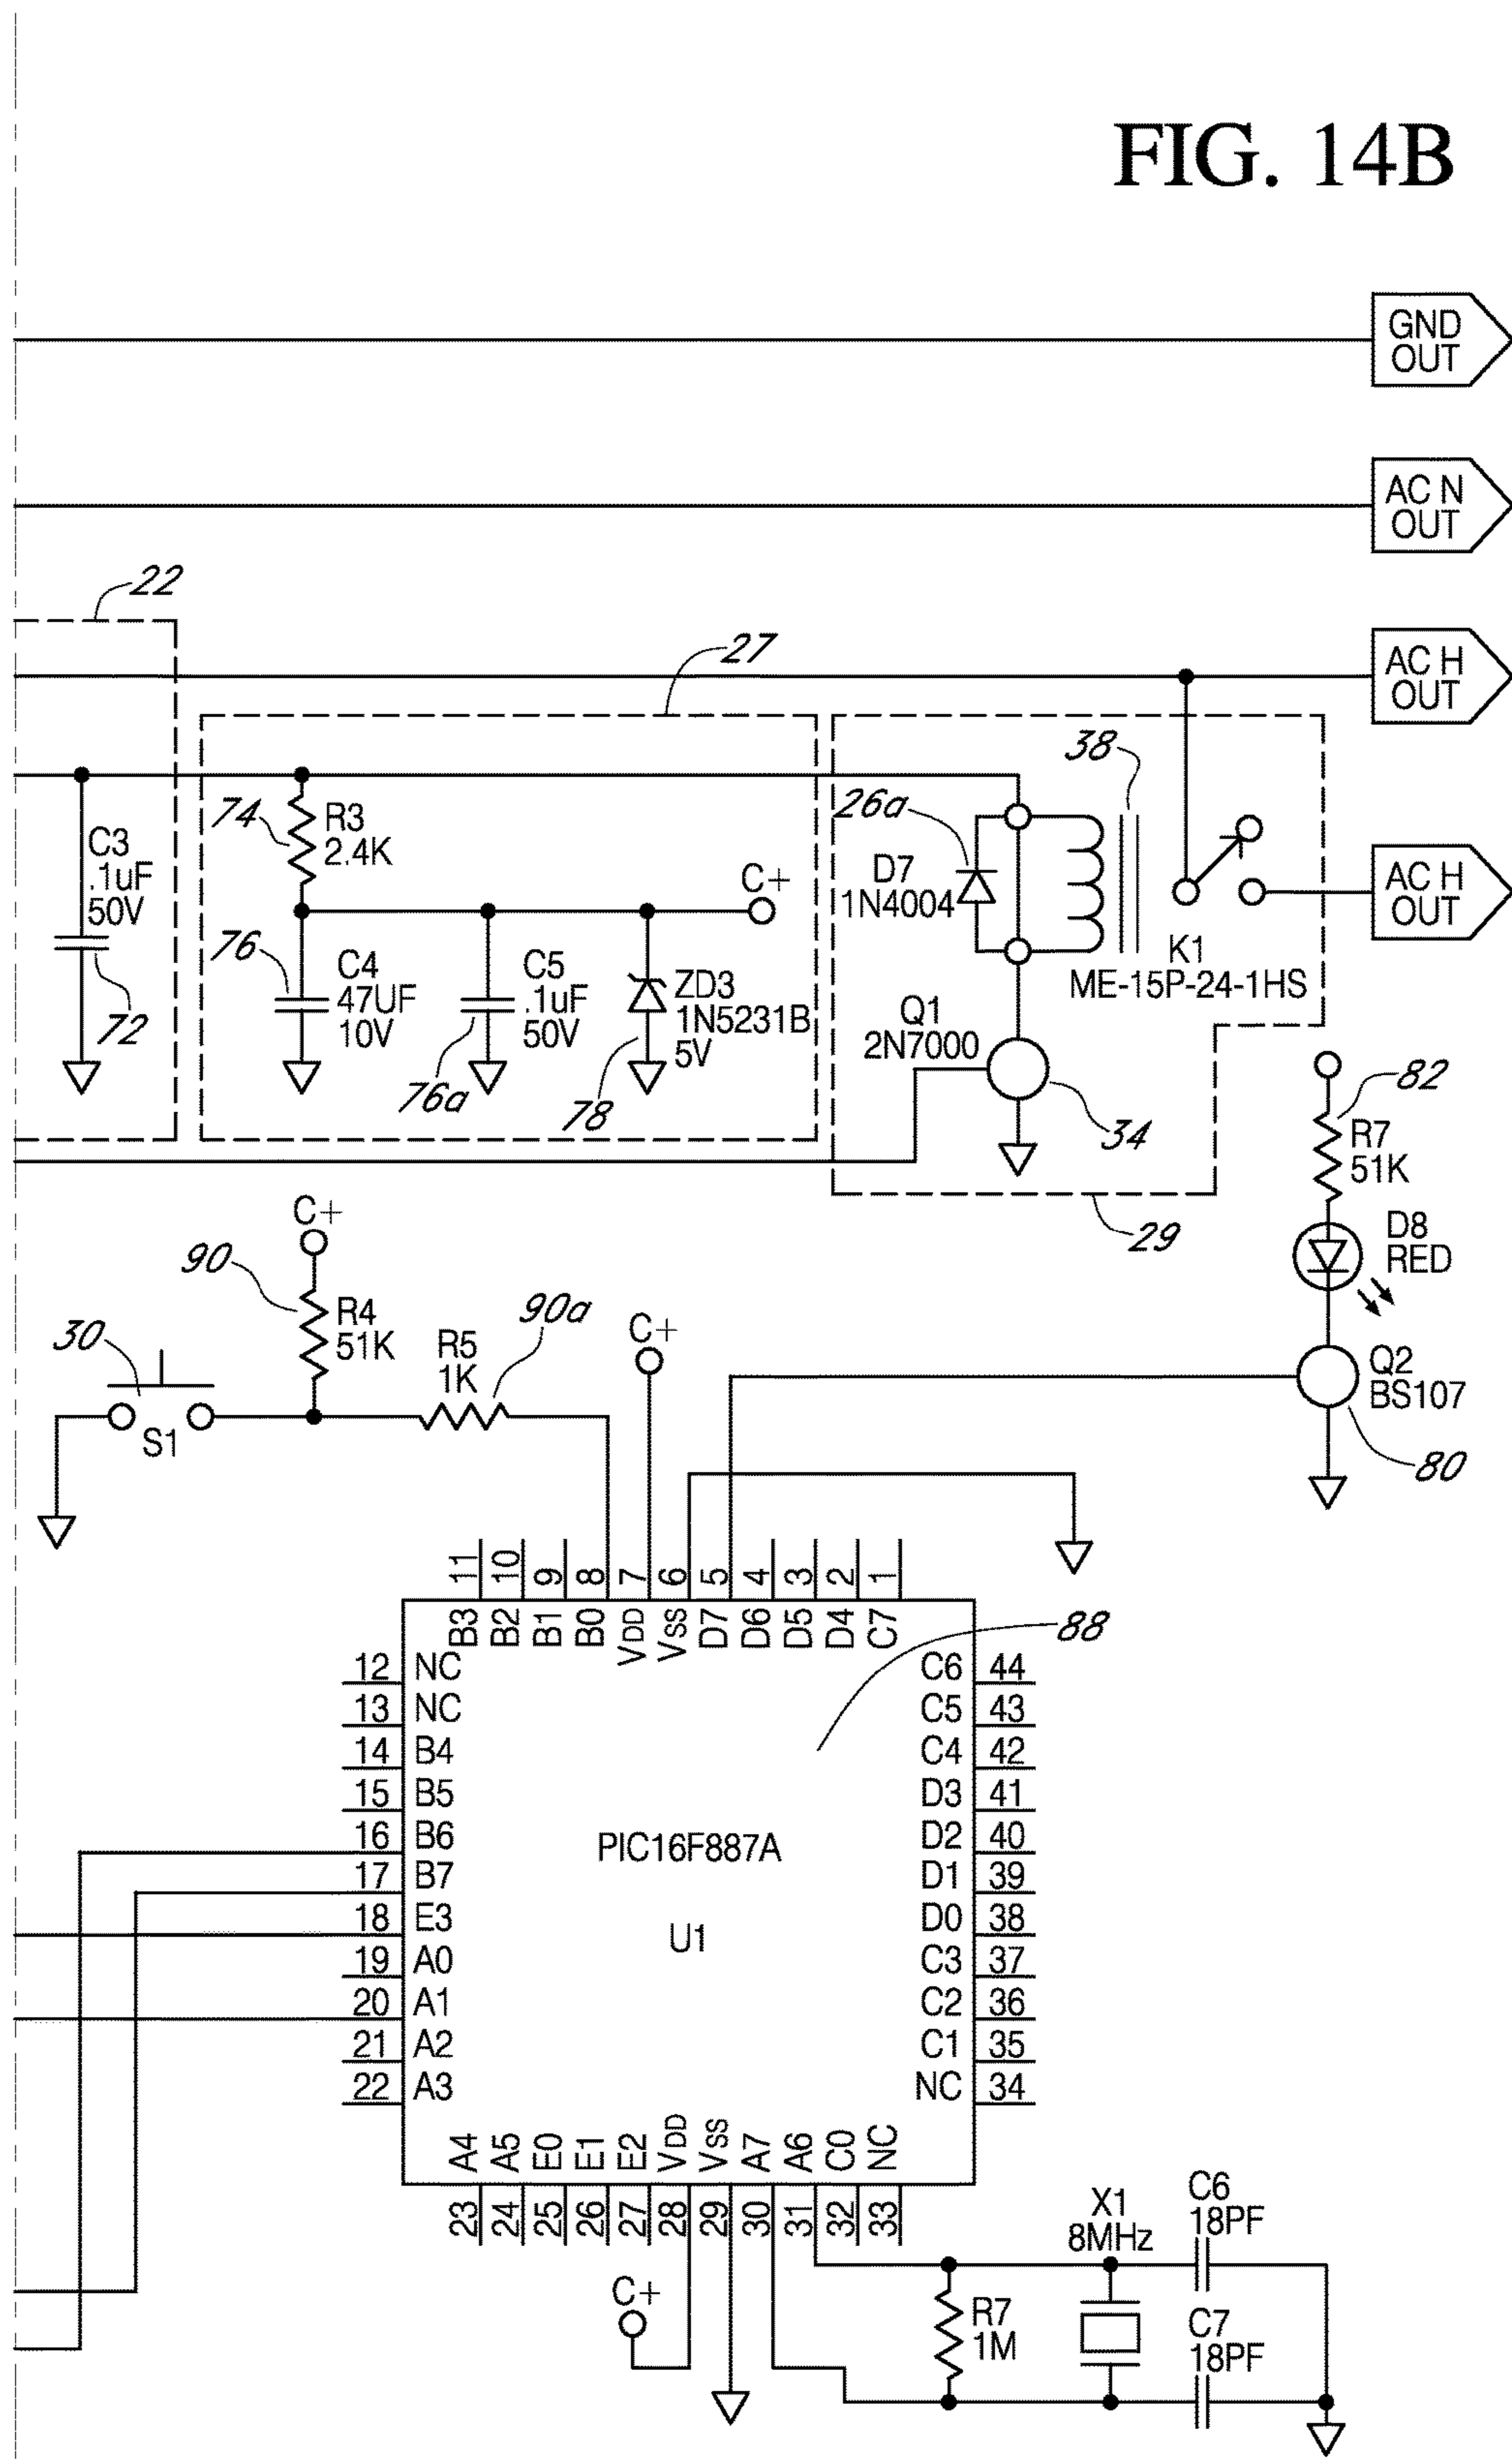 FIG. 14B
GND
OUT
AC N
OUT
22
AC H
OUT
27
38
74
R3
2.4K
26a
C3
.1uF
50V
D7
1N4004
C+
AC H
OUT
76
C4
47UF
10V
C5
.1uF
50V
ZD3
1N5231B
5V
K1
ME-15P-24-1HS
72
76a
78
Q1
2N7000
34
82
R7
51K
29
C+
90
R4
51K
90a
D8
RED
30
R5
1K
C+
S1
Q2
BS107
80
11
10
9
8
7
6
5
4
3
2
1
B3
B2
B1
B0
VDD
VSS
D7
D6
D5
D4
C7
88
12 NC
13 NC
14 B4
15 B5
16 B6
17 B7
18 E3
19 A0
20 A1
21 A2
22 A3
C6 44
C5 43
C4 42
D3 41
D2 40
D1 39
D0 38
C3 37
C2 36
C1 35
NC 34
PIC16F887A
U1
A4
A5
E0
E1
E2
VDD
VSS
A7
A6
C0
NC
23
24
25
26
27
28
29
30
31
32
33
C+
X1
8MHz
C6
18PF
R7
1M
C7
18PF